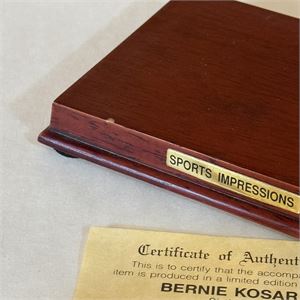 SPORTS IMPRESSIONS
Certificate of Authent
This is to certify that the accompa
item is produced in a limited edition
BERNIE KOSAR